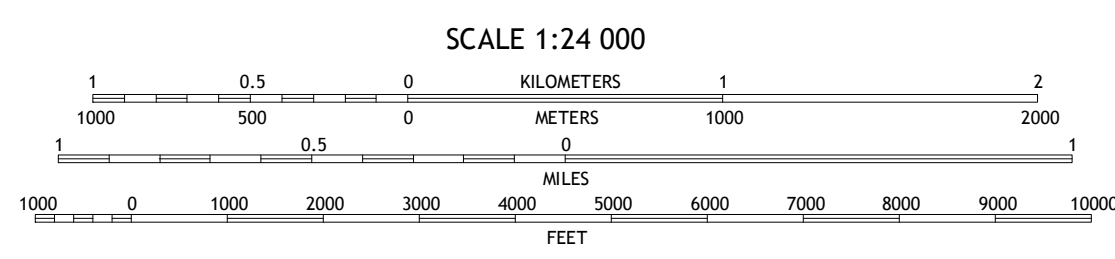 SCALE 1:24 000
1 0.5 0 KILOMETERS 1 2
1000 500 0 METERS 1000 2000
1 0.5 0 1
MILES
1000 0 1000 2000 3000 4000 5000 6000 7000 8000 9000 10000
FEET